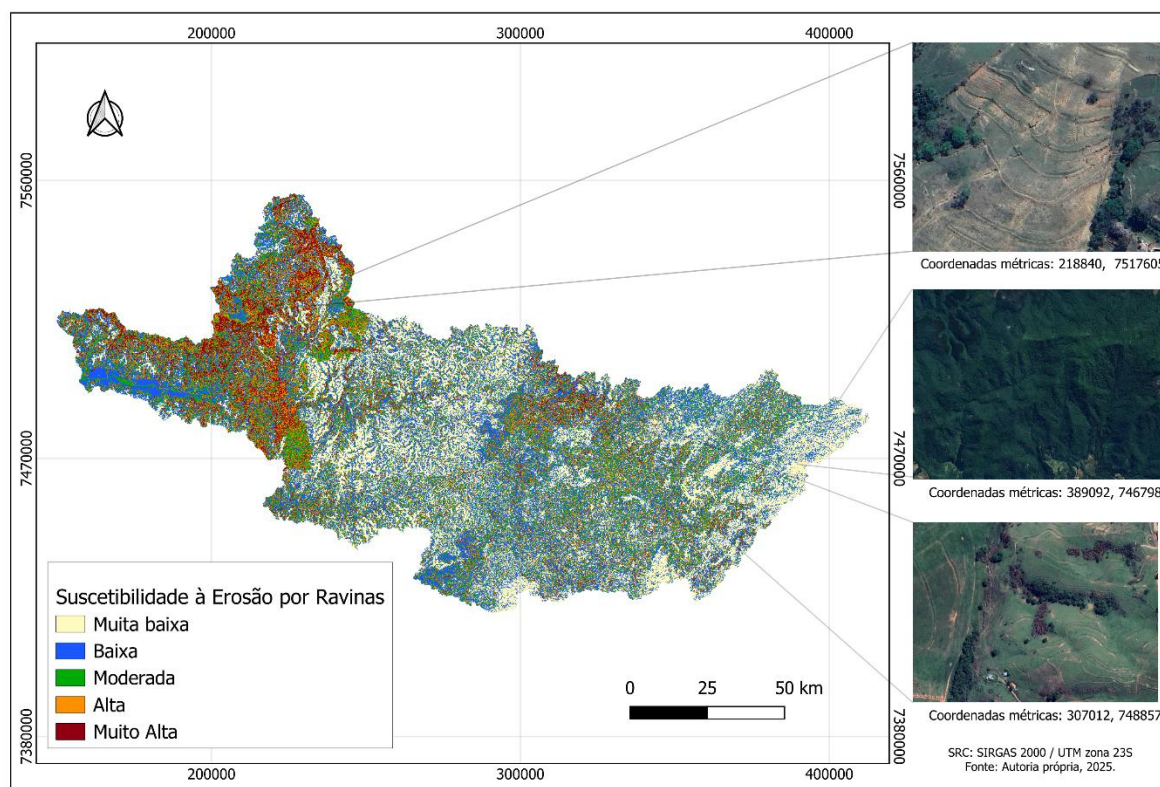 200000 300000 400000
7560000 7560000
Coordenadas métricas: 218840, 7517605
7470000 7470000
Coordenadas métricas: 389092, 746798
Suscetibilidade à Erosão por Ravinas
Muita baixa
Baixa
Moderada
Alta
Muito Alta
0 25 50 km
Coordenadas métricas: 307012, 748857
7380000 7380000
SRC: SIRGAS 2000 / UTM zona 23S
Fonte: Autoria própria, 2025.
200000 300000 400000